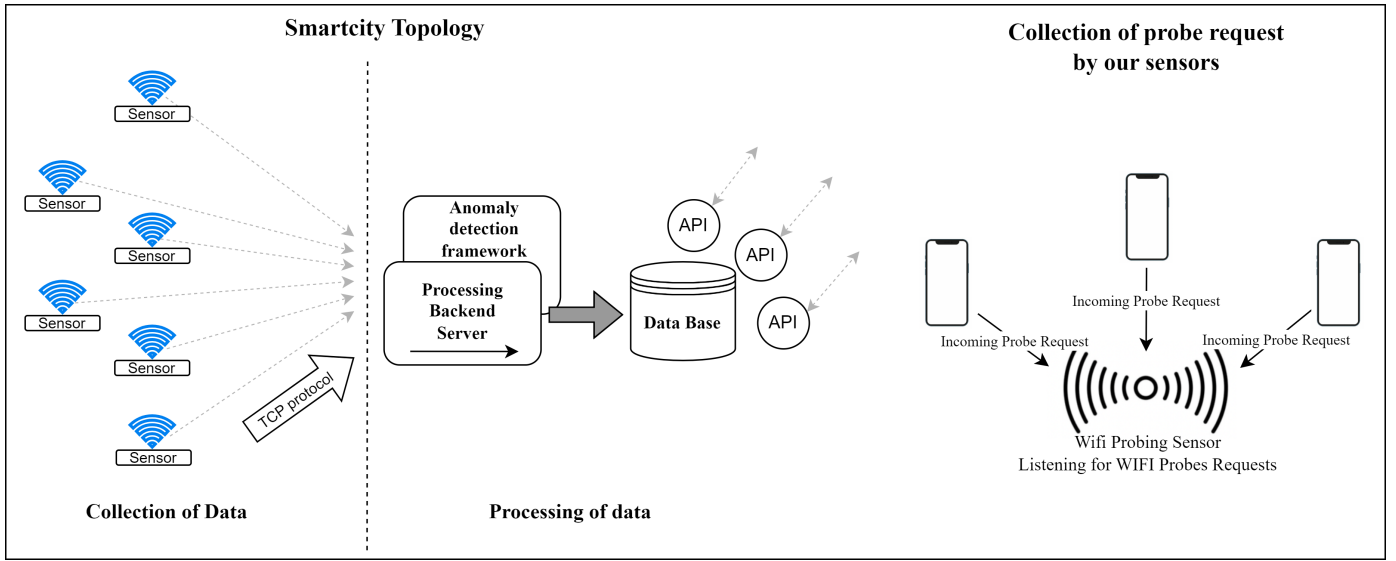 Smartcity Topology
Sensor
Sensor
Sensor
Sensor
Sensor
Sensor
TCP protocol
Collection of Data
Anomaly
detection
framework
Processing
Backend
Server
Data Base
API
API
API
Processing of data
Collection of probe request
by our sensors
Incoming Probe Request
Incoming Probe Request
Incoming Probe Request
Wifi Probing Sensor
Listening for WIFI Probes Requests